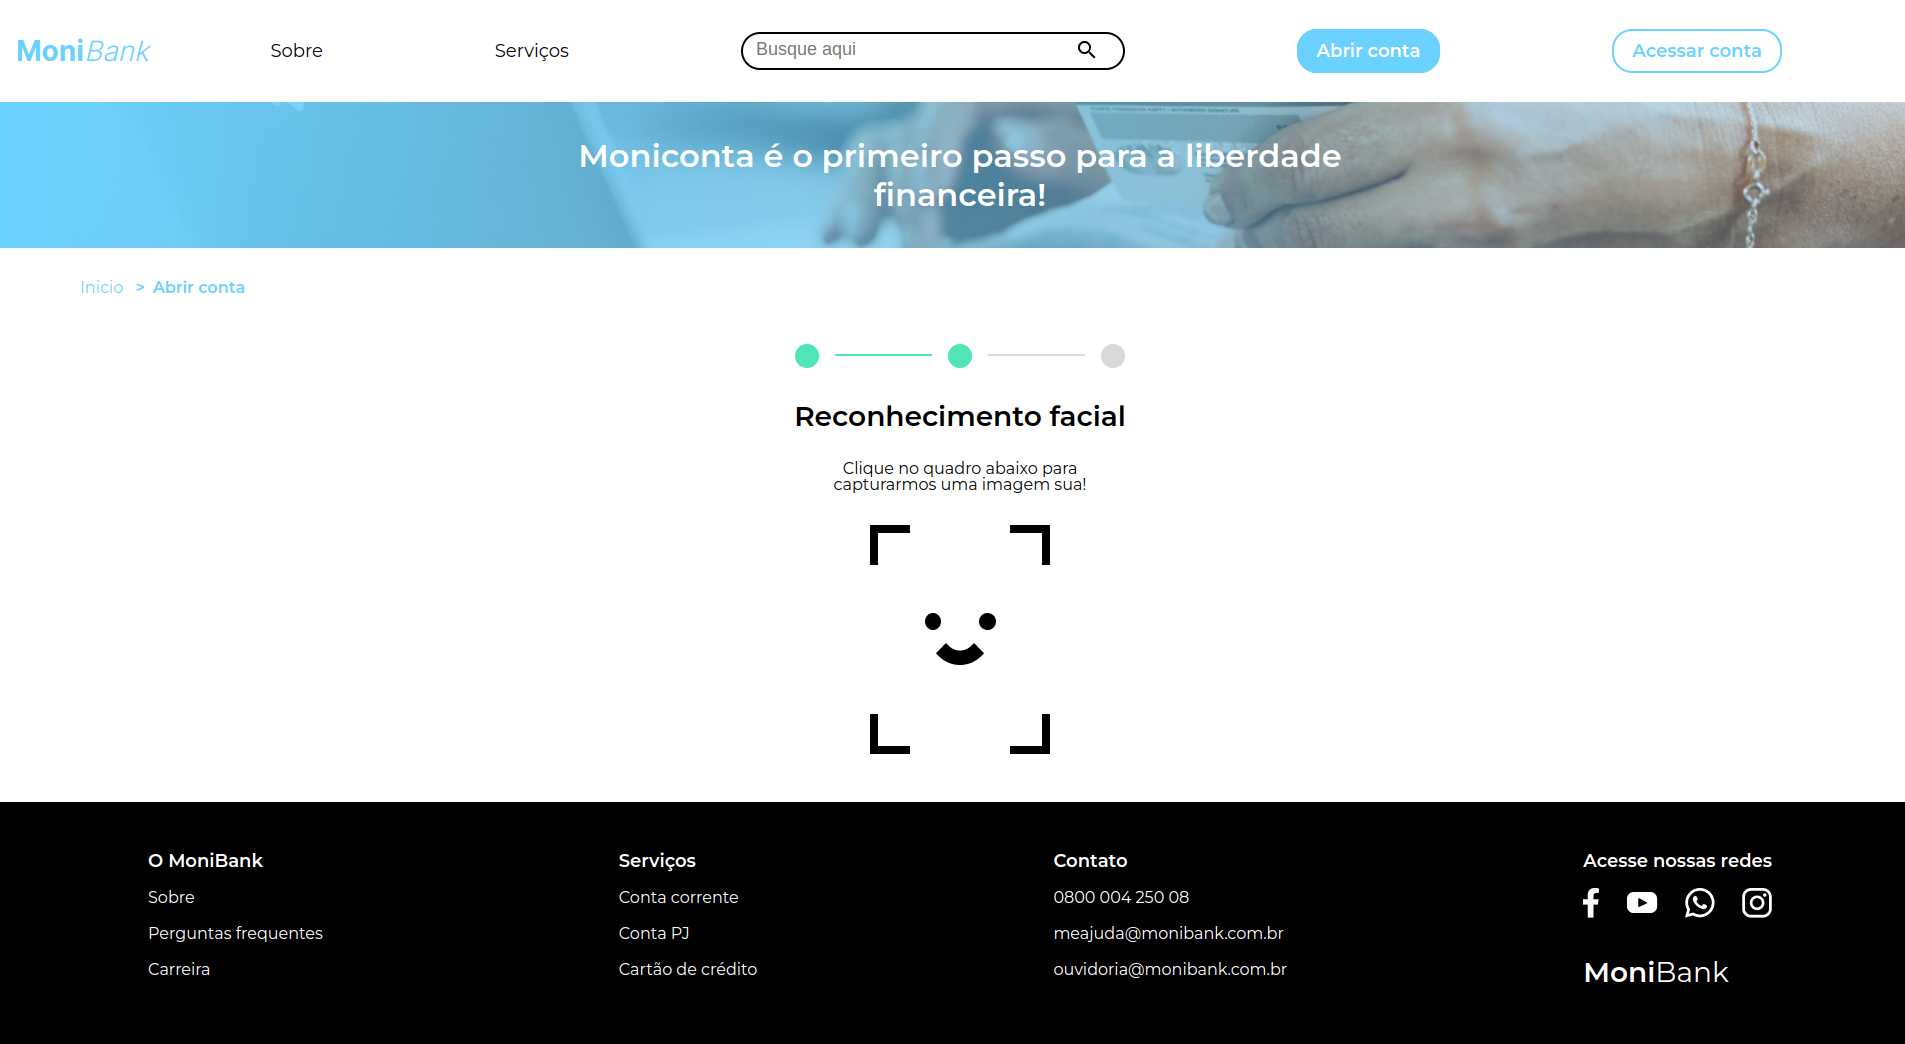 MoniBank
Sobre
Serviços
Busque aqui
Abrir conta
Acessar conta
Moniconta é o primeiro passo para a liberdade
financeira!
Inicio > Abrir conta
Reconhecimento facial
Clique no quadro abaixo para
capturarmos uma imagem sua!
O MoniBank
Sobre
Perguntas frequentes
Carreira
Serviços
Conta corrente
Conta PJ
Cartão de crédito
Contato
0800 004 250 08
meajuda@monibank.com.br
ouvidoria@monibank.com.br
Acesse nossas redes
MoniBank